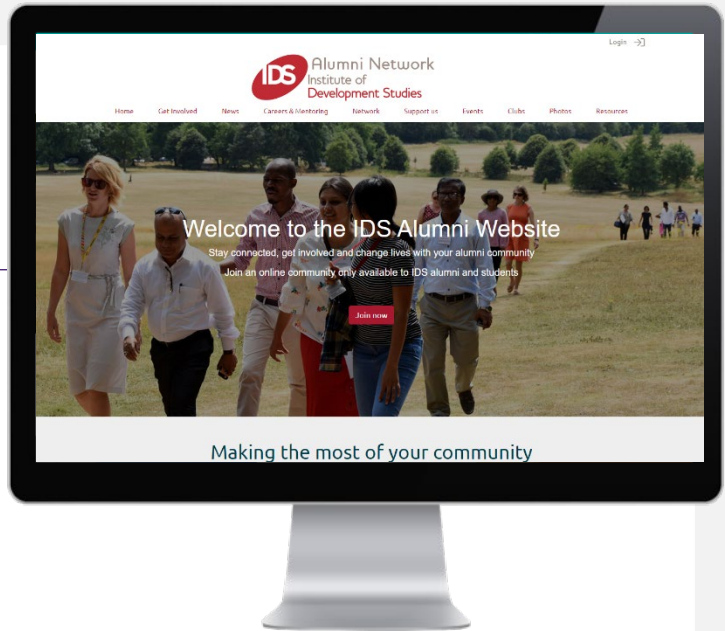 Login
IDS
Alumni Network
Institute of
Development Studies
Home Get Involved News Careers & Mentoring Network Support us Events Clubs Photos Resources
Welcome to the IDS Alumni Website
Stay connected, get involved and change lives with your alumni community
Join an online community only available to IDS alumni and students
Join now
Making the most of your community